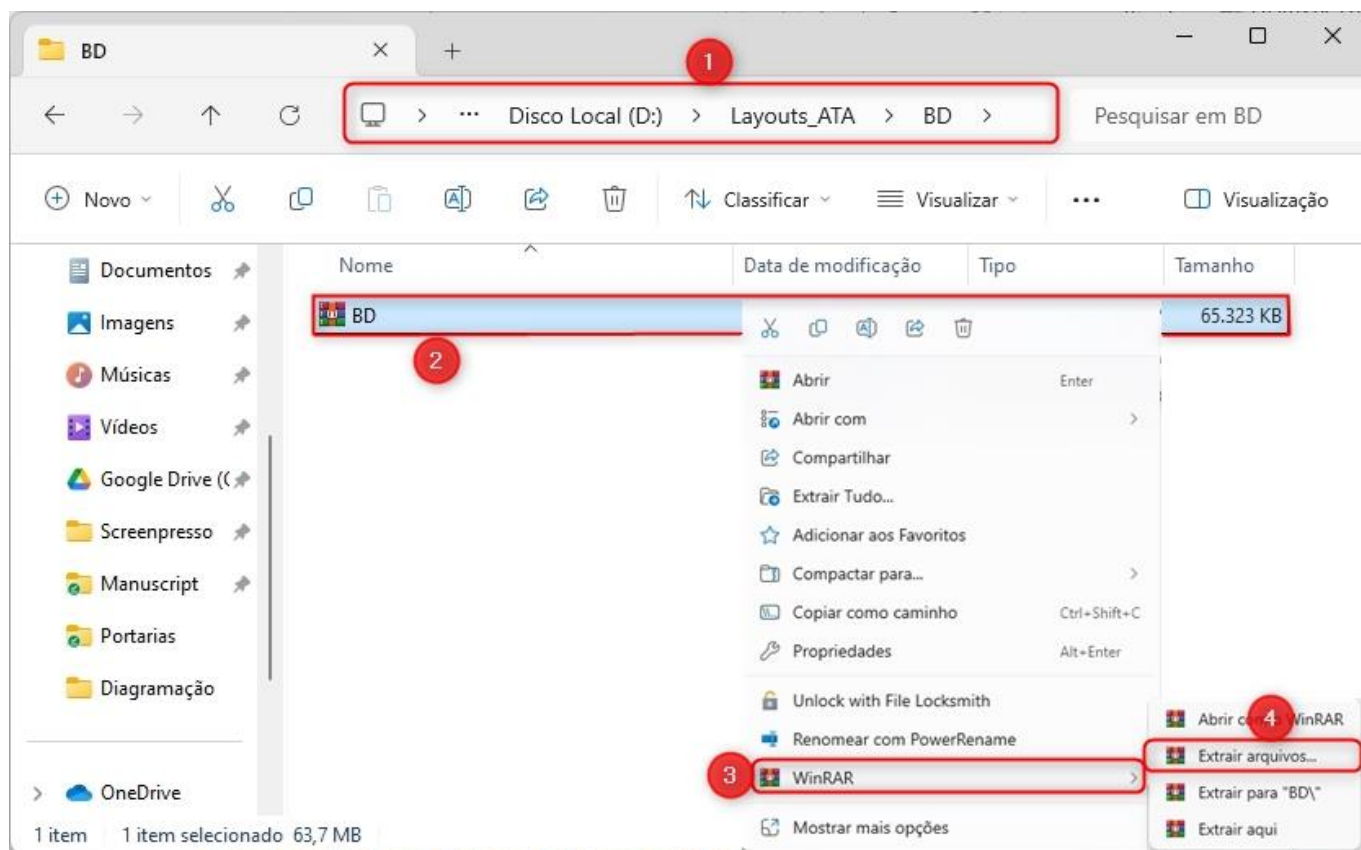 BD
1
Disco Local (D:) > Layouts_ATA > BD >
Pesquisar em BD
Novo
Classificar
Visualizar
Visualização
Nome
Data de modificação
Tipo
Tamanho
Documentos
Imagens
Músicas
Vídeos
Google Drive ((
Screenpresso
Manuscript
Portarias
Diagramação
OneDrive
BD
65.323 KB
2
Abrir
Enter
Abrir com
Compartilhar
Extrair Tudo...
Adicionar aos Favoritos
Compactar para...
Copiar como caminho
Ctrl+Shift+C
Propriedades
Alt+Enter
Unlock with File Locksmith
Renomear com PowerRename
3
WinRAR
Mostrar mais opções
4
Abrir WinRAR
Extrair arquivos...
Extrair para "BD\"
Extrair aqui
1 item
1 item selecionado 63,7 MB